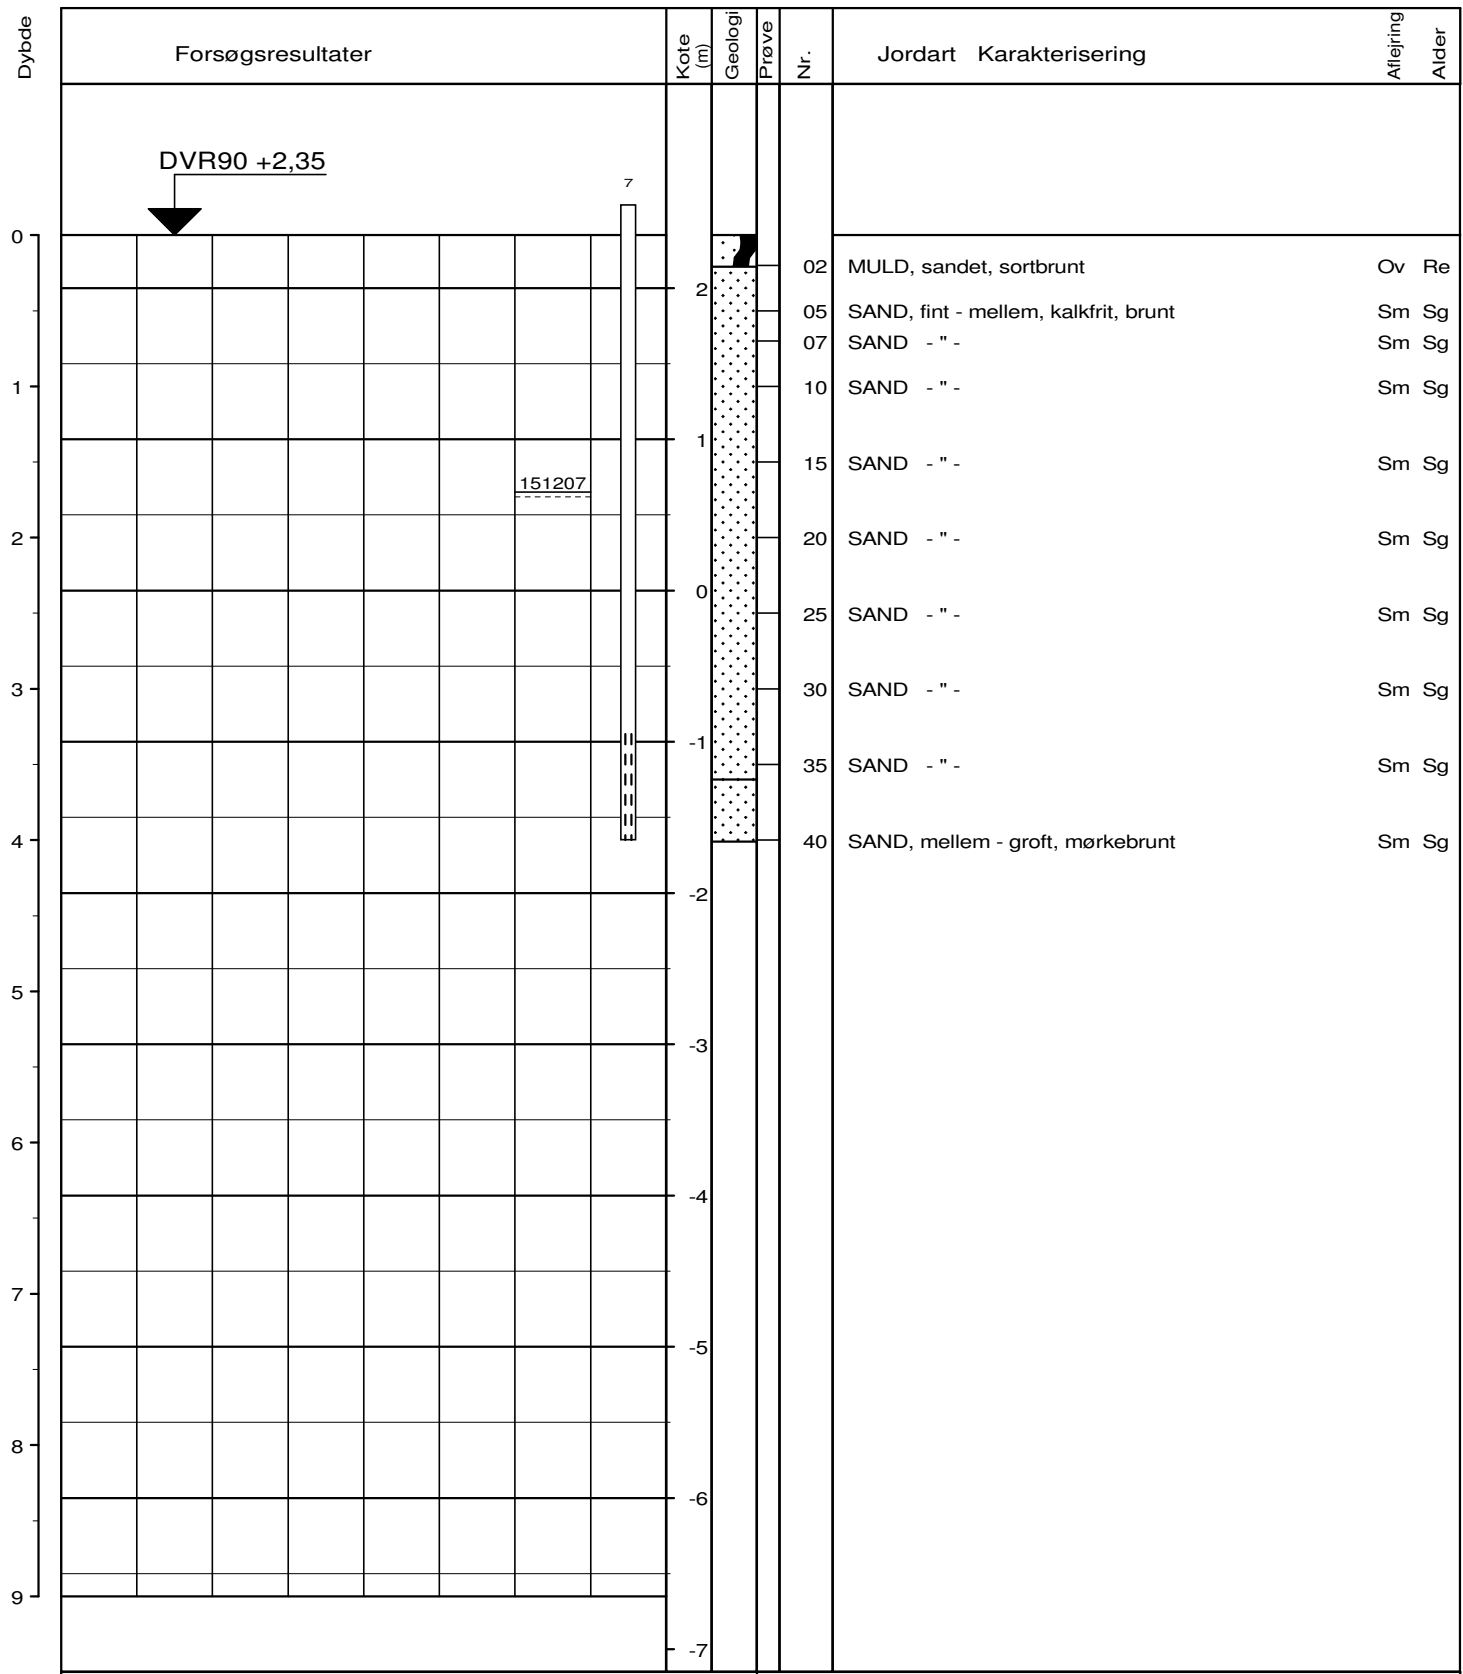 Dybde Forsøgsresultater Kote (m) Geologi Prøve Nr. Jordart Karakterisering Aflejring Alder
DVR90 +2,35
7
0
02 MULD, sandet, sortbrunt Ov Re
2
05 SAND, fint - mellem, kalkfrit, brunt Sm Sg
07 SAND - " - Sm Sg
1 10 SAND - " - Sm Sg
1
15 SAND - " - Sm Sg
151207
2 20 SAND - " - Sm Sg
0
25 SAND - " - Sm Sg
3 30 SAND - " - Sm Sg
-1
35 SAND - " - Sm Sg
4 40 SAND, mellem - groft, mørkebrunt Sm Sg
-2
5
-3
6
-4
7
-5
8
-6
9
-7